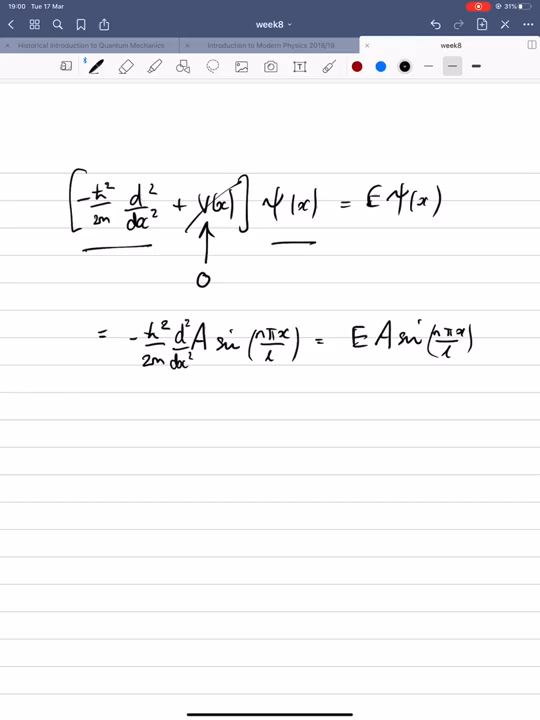 19:00 Tue 17 Mar 31%
week8
Historical Introduction to Quantum Mechanics Introduction to Modern Physics 2018/19 week8
[-ħ²/2m d²/dx² + V(x)] ψ(x) = Eψ(x)
0
= -ħ²/2m d²/dx² A sin(nπx/l) = E A sin(nπx/l)